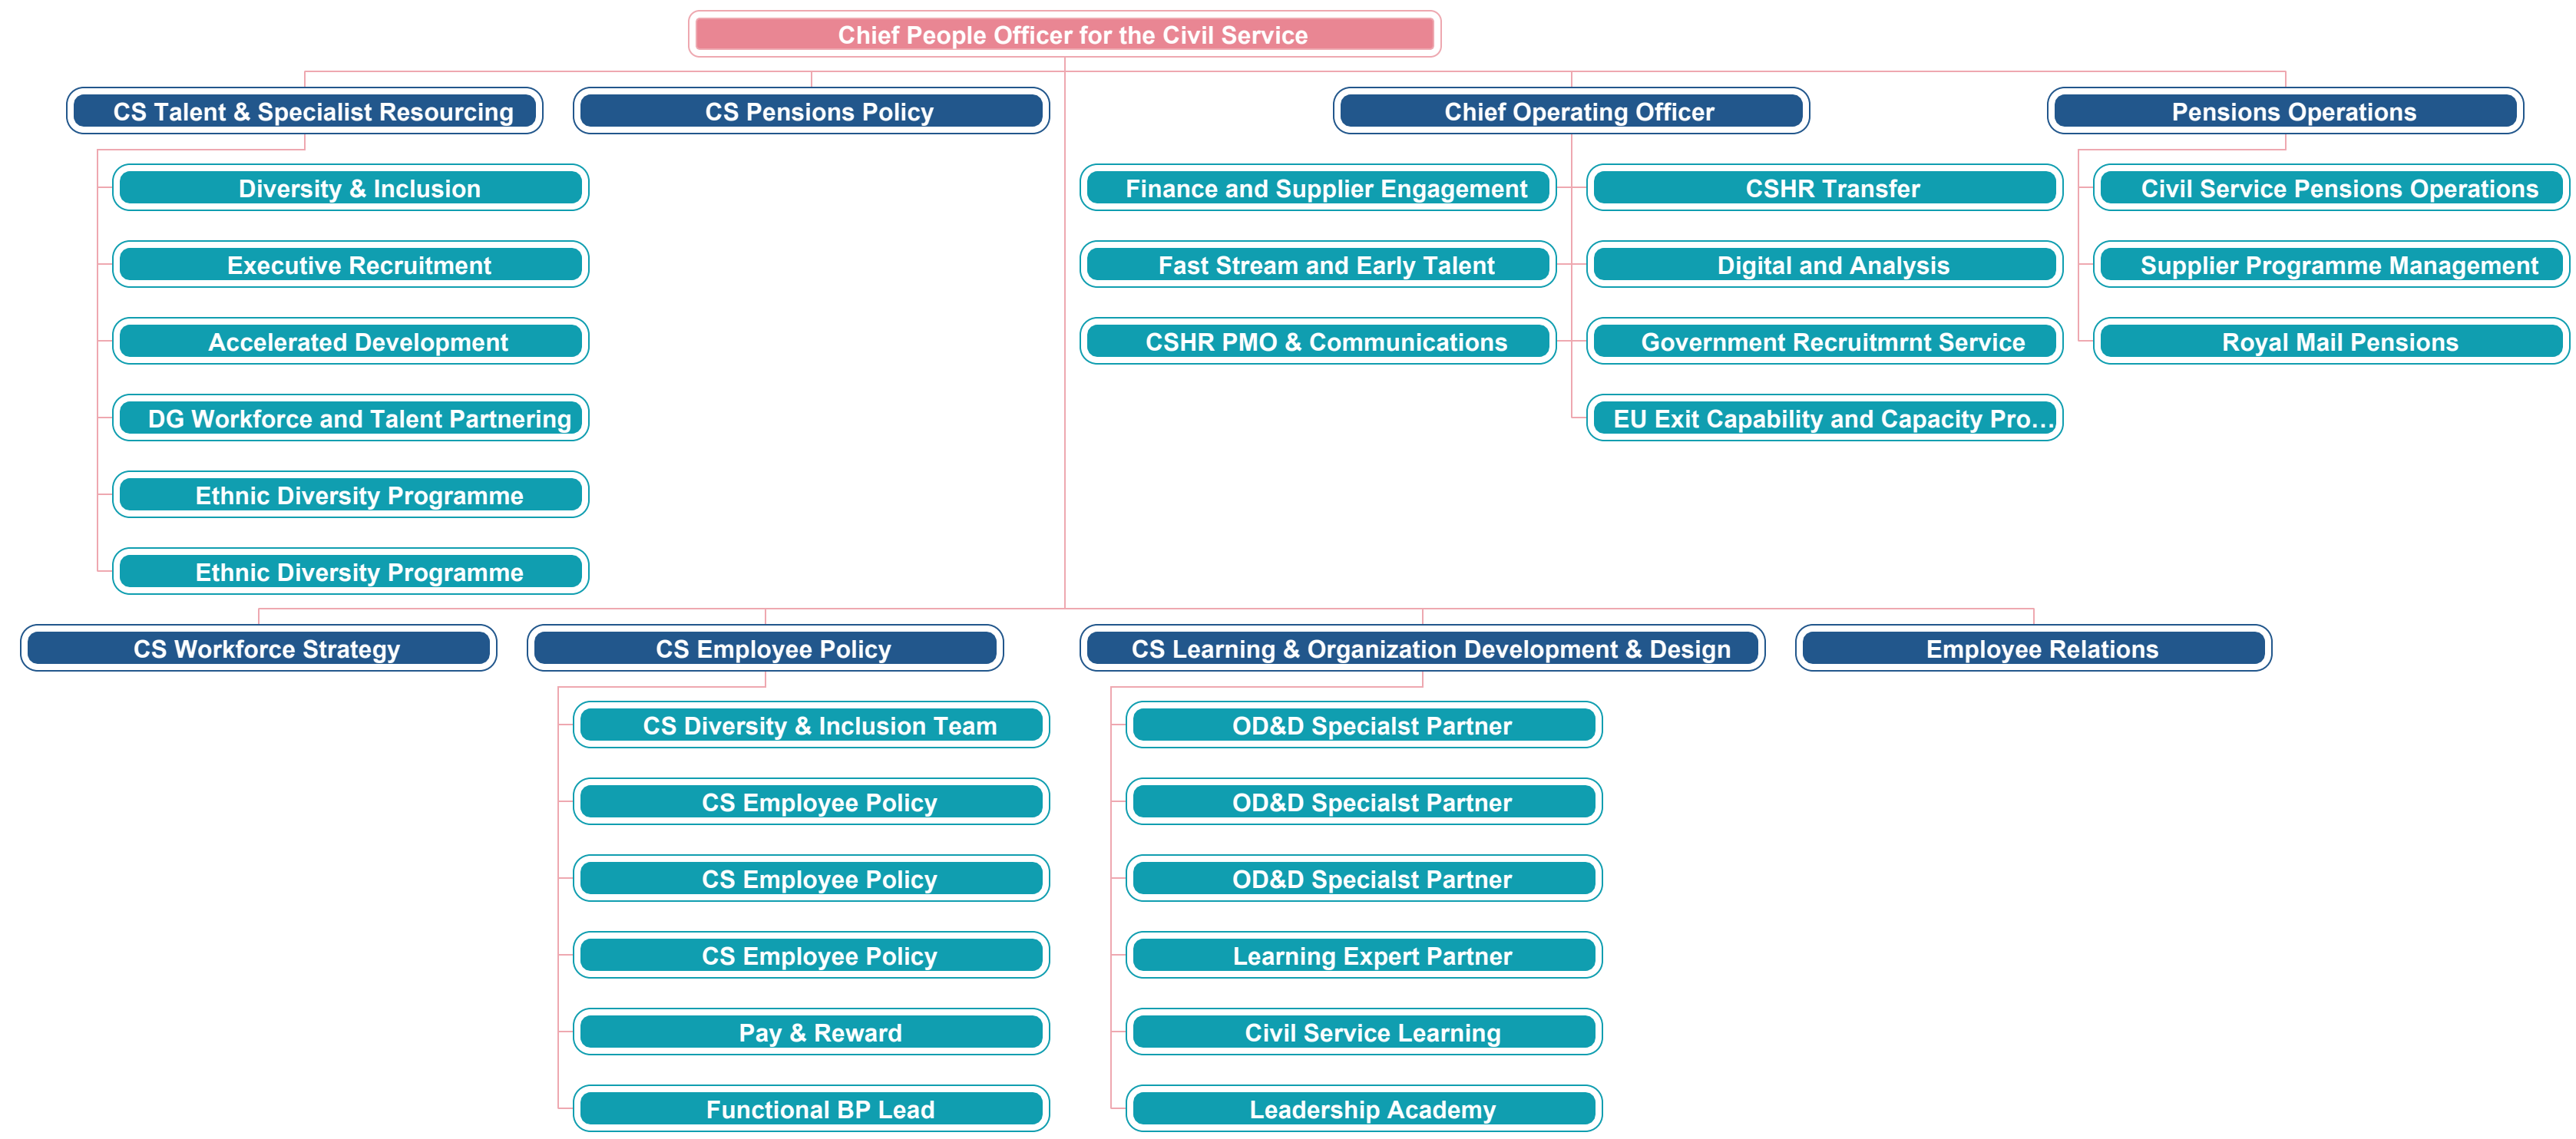 Chief People Officer for the Civil Service
CS Talent & Specialist Resourcing
CS Pensions Policy
Chief Operating Officer
Pensions Operations
Diversity & Inclusion
Executive Recruitment
Accelerated Development
DG Workforce and Talent Partnering
Ethnic Diversity Programme
Ethnic Diversity Programme
Finance and Supplier Engagement
Fast Stream and Early Talent
CSHR PMO & Communications
CSHR Transfer
Digital and Analysis
Government Recruitmrnt Service
EU Exit Capability and Capacity Pro...
Civil Service Pensions Operations
Supplier Programme Management
Royal Mail Pensions
CS Workforce Strategy
CS Employee Policy
CS Learning & Organization Development & Design
Employee Relations
CS Diversity & Inclusion Team
CS Employee Policy
CS Employee Policy
CS Employee Policy
Pay & Reward
Functional BP Lead
OD&D Specialst Partner
OD&D Specialst Partner
OD&D Specialst Partner
Learning Expert Partner
Civil Service Learning
Leadership Academy